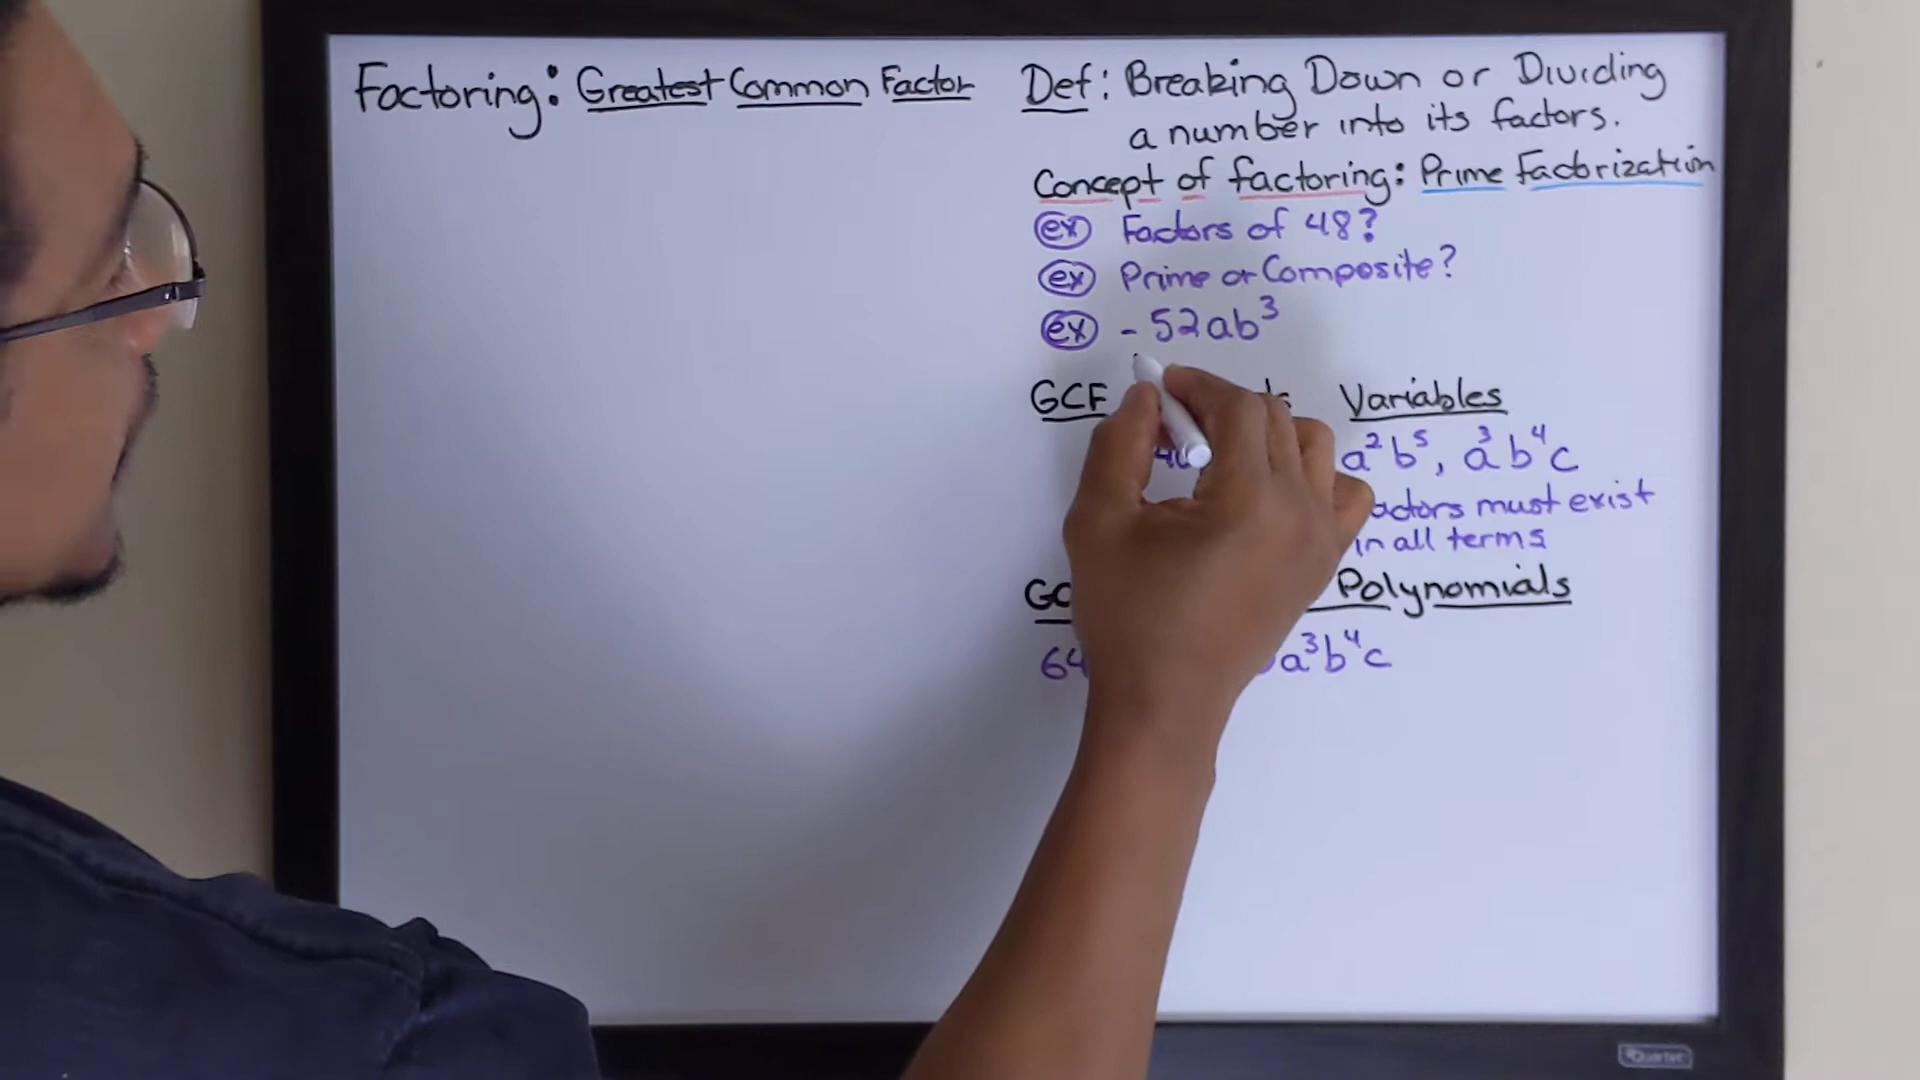 Factoring: Greatest Common Factor
Def: Breaking Down or Dividing
a number into its factors.
Concept of factoring: Prime Factorization
ex Factors of 48?
ex Prime or Composite?
ex - 52ab³
GCF Variables
a²b⁵, a³b⁴c
in all terms
must exist
Polynomials
64 a³b⁴c
Quartet